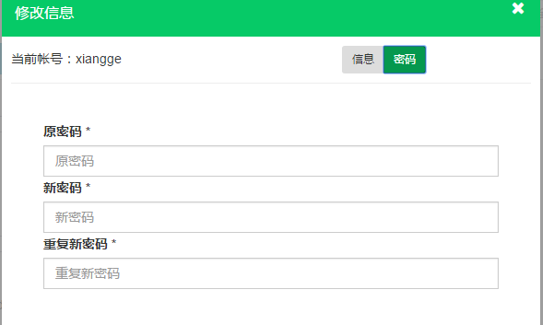 修改信息
当前帐号：xiangge
信息 密码
原密码 *
原密码
新密码 *
新密码
重复新密码 *
重复新密码